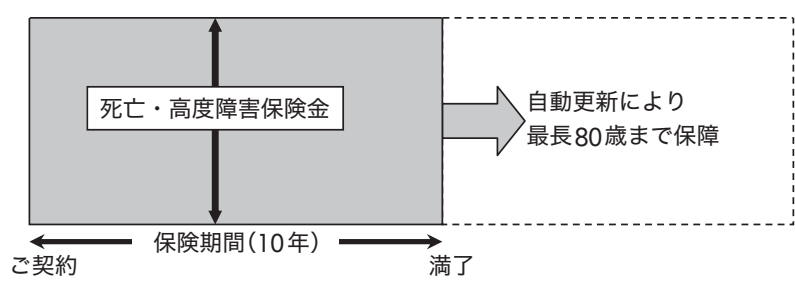 死亡・高度障害保険金
自動更新により
最長80歳まで保障
保険期間(10年)
ご契約
満了